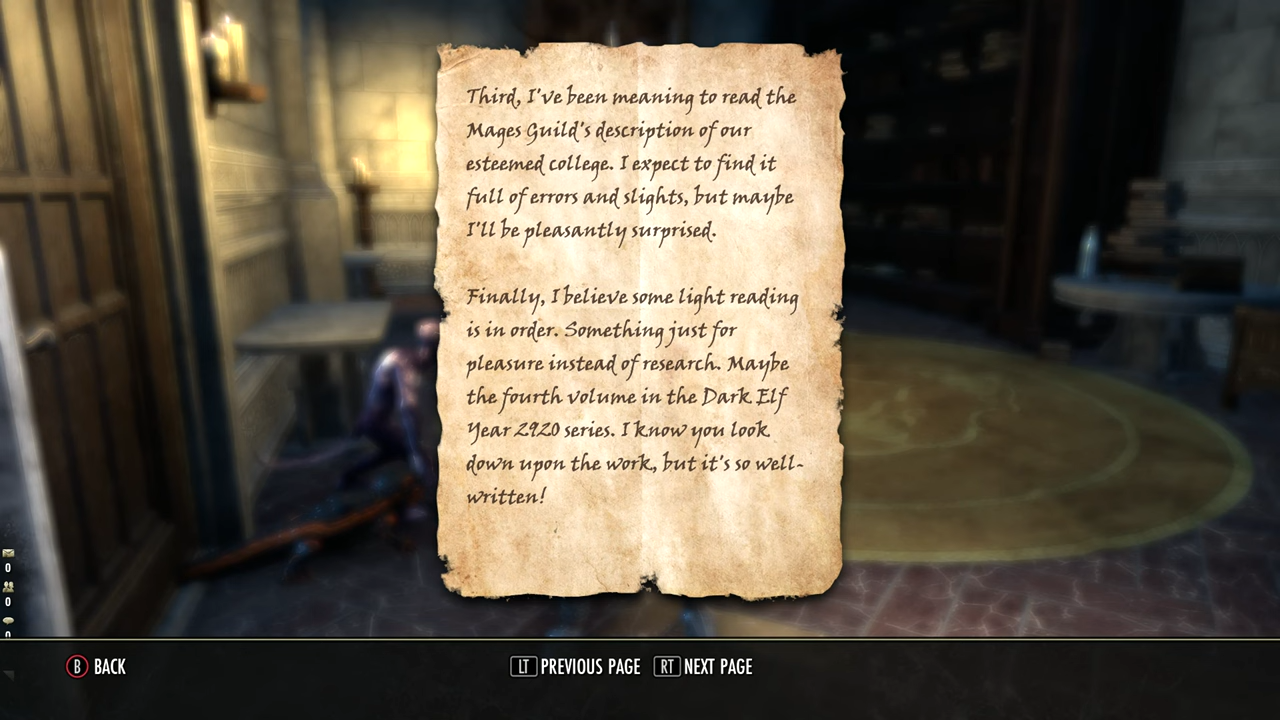 Third, I've been meaning to read the
Mages Guild's description of our
esteemed college. I expect to find it
full of errors and slights, but maybe
I'll be pleasantly surprised.
Finally, I believe some light reading
is in order. Something just for
pleasure instead of research. Maybe
the fourth volume in the Dark Elf
Year 2920 series. I know you look
down upon the work, but it's so well-
written!
0
0
0
B BACK
LT PREVIOUS PAGE RT NEXT PAGE